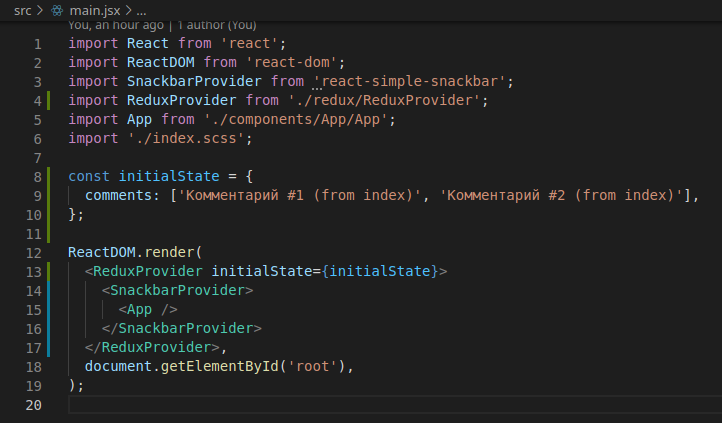 src > main.jsx > ...
You, an hour ago | 1 author (You)
1 import React from 'react';
2 import ReactDOM from 'react-dom';
3 import SnackbarProvider from 'react-simple-snackbar';
4 import ReduxProvider from './redux/ReduxProvider';
5 import App from './components/App/App';
6 import './index.scss';
7
8 const initialState = {
9   comments: ['Комментарий #1 (from index)', 'Комментарий #2 (from index)'],
10 };
11
12 ReactDOM.render(
13   <ReduxProvider initialState={initialState}>
14     <SnackbarProvider>
15       <App />
16     </SnackbarProvider>
17   </ReduxProvider>,
18   document.getElementById('root'),
19 );
20